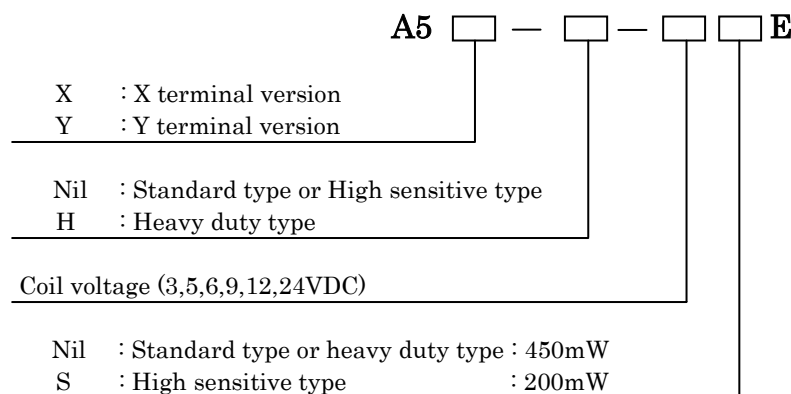 A5 □ — □ — □ □ E
X : X terminal version
Y : Y terminal version
Nil : Standard type or High sensitive type
H : Heavy duty type
Coil voltage (3,5,6,9,12,24VDC)
Nil : Standard type or heavy duty type : 450mW
S : High sensitive type : 200mW